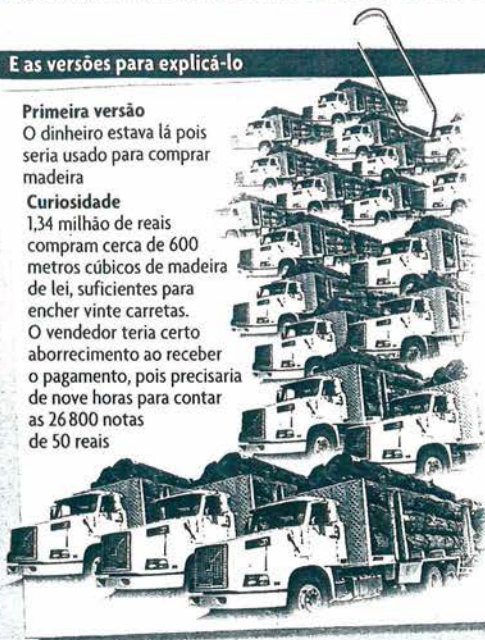 E as versões para explicá-lo
Primeira versão
O dinheiro estava lá pois
seria usado para comprar
madeira
Curiosidade
1,34 milhão de reais
compram cerca de 600
metros cúbicos de madeira
de lei, suficientes para
encher vinte carretas.
O vendedor teria certo
aborrecimento ao receber
o pagamento, pois precisaria
de nove horas para contar
as 26 800 notas
de 50 reais